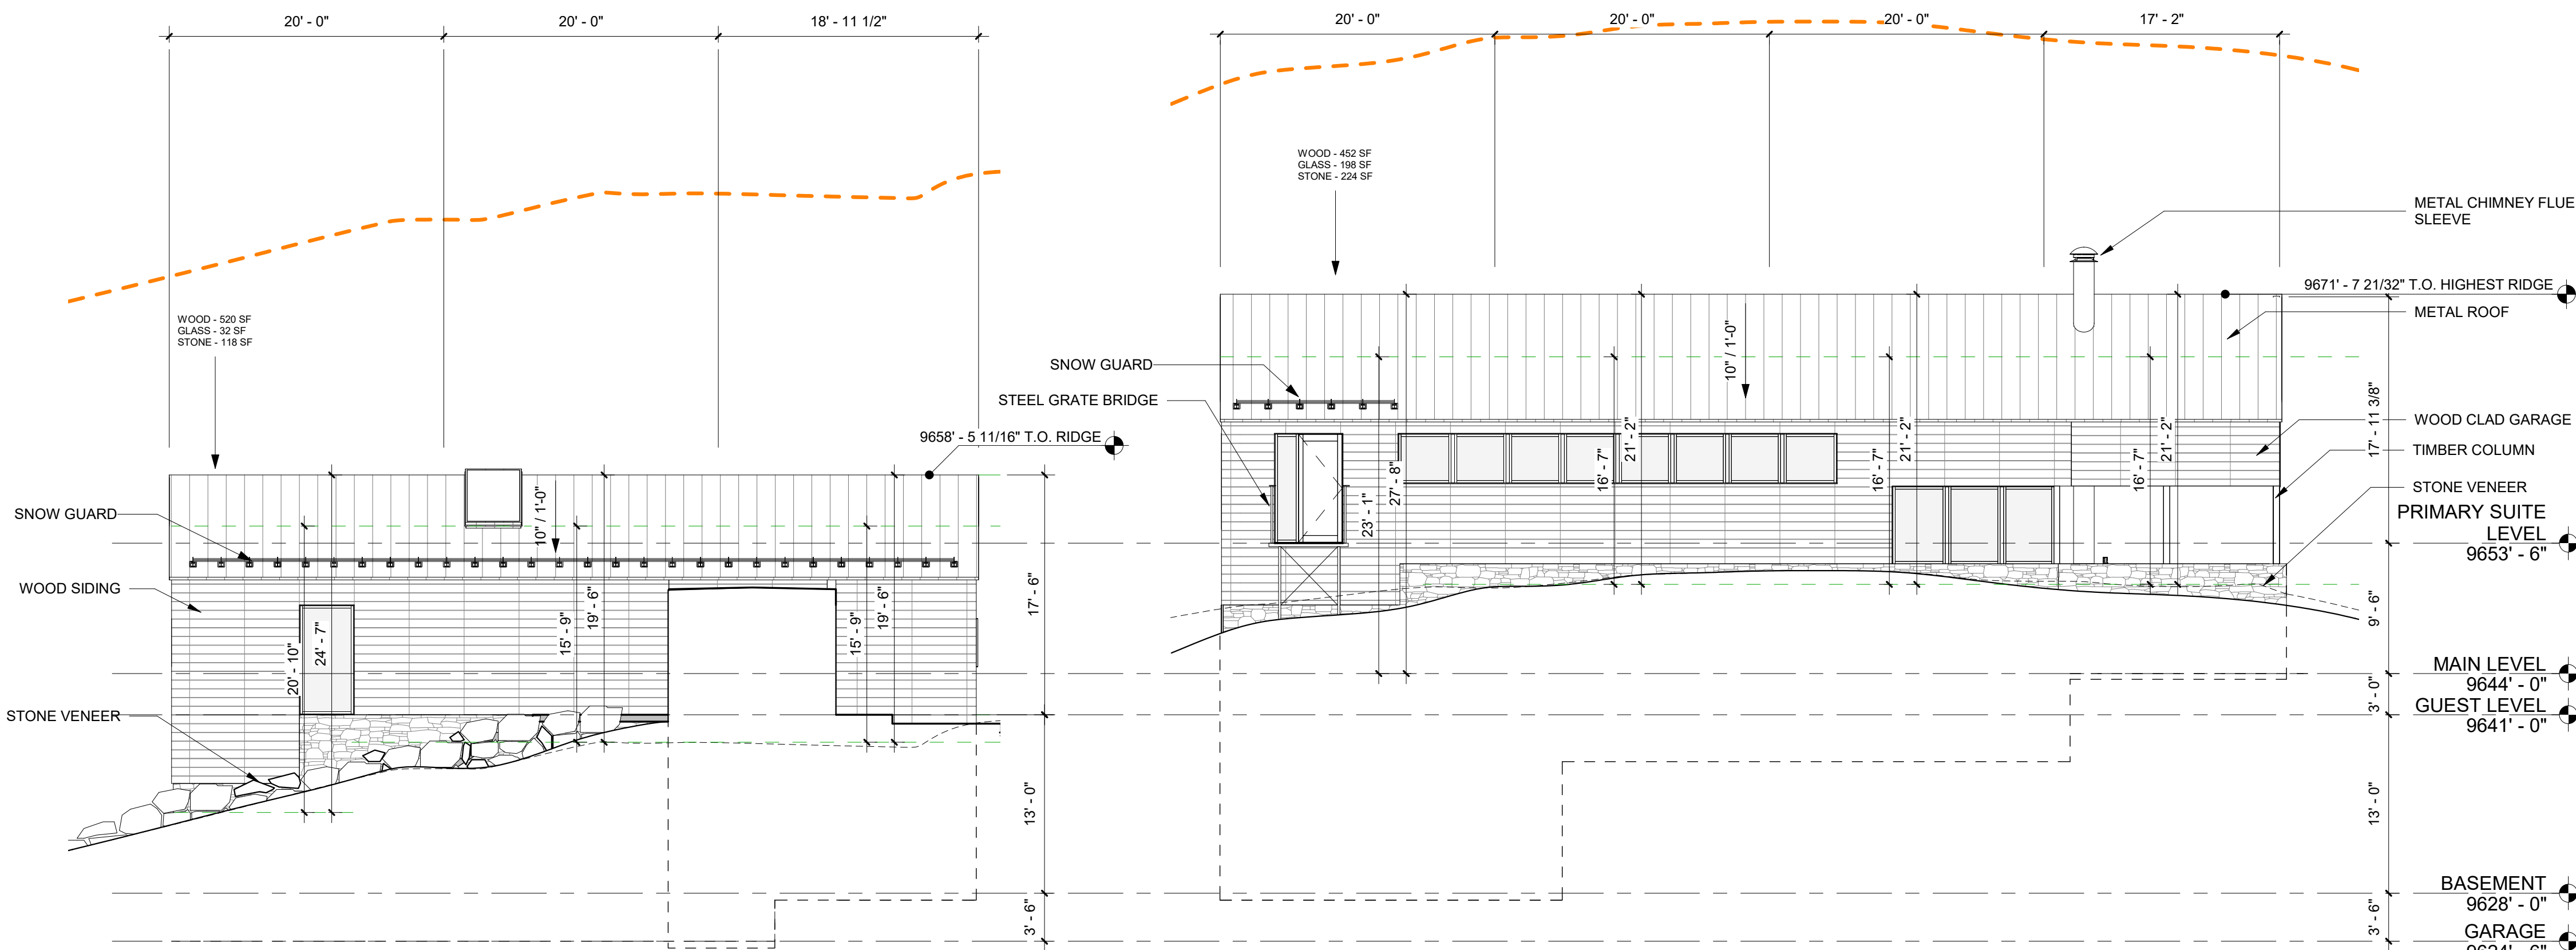 20' - 0"
20' - 0"
18' - 11 1/2"
20' - 0"
20' - 0"
20' - 0"
17' - 2"
WOOD - 452 SF
GLASS - 198 SF
STONE - 224 SF
METAL CHIMNEY FLUE
SLEEVE
9671' - 7 21/32" T.O. HIGHEST RIDGE
METAL ROOF
WOOD - 520 SF
GLASS - 32 SF
STONE - 118 SF
SNOW GUARD
10" / 1'-0"
STEEL GRATE BRIDGE
17' - 11 3/8"
WOOD CLAD GARAGE
9658' - 5 11/16" T.O. RIDGE
21' - 2"
21' - 2"
21' - 2"
TIMBER COLUMN
27' - 8"
16' - 7"
16' - 7"
16' - 7"
STONE VENEER
SNOW GUARD
10" / 1'-0"
23' - 1"
PRIMARY SUITE
LEVEL
9653' - 6"
WOOD SIDING
17' - 6"
9' - 6"
20' - 10"
24' - 7"
15' - 9"
19' - 6"
15' - 9"
19' - 6"
MAIN LEVEL
9644' - 0"
3' - 0"
GUEST LEVEL
9641' - 0"
STONE VENEER
13' - 0"
13' - 0"
BASEMENT
9628' - 0"
3' - 6"
3' - 6"
GARAGE
9624' - 6"